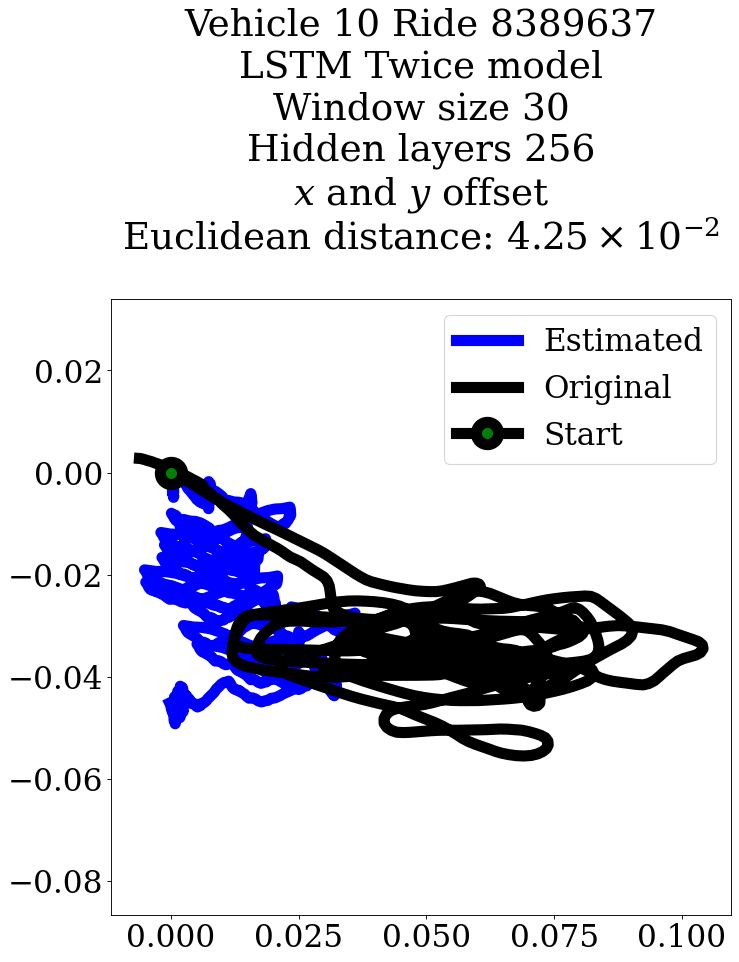 Vehicle 10 Ride 8389637
LSTM Twice model
Window size 30
Hidden layers 256
x and y offset
Euclidean distance: 4.25 × 10⁻²
Estimated
Original
Start
0.02
0.00
−0.02
−0.04
−0.06
−0.08
0.000 0.025 0.050 0.075 0.100